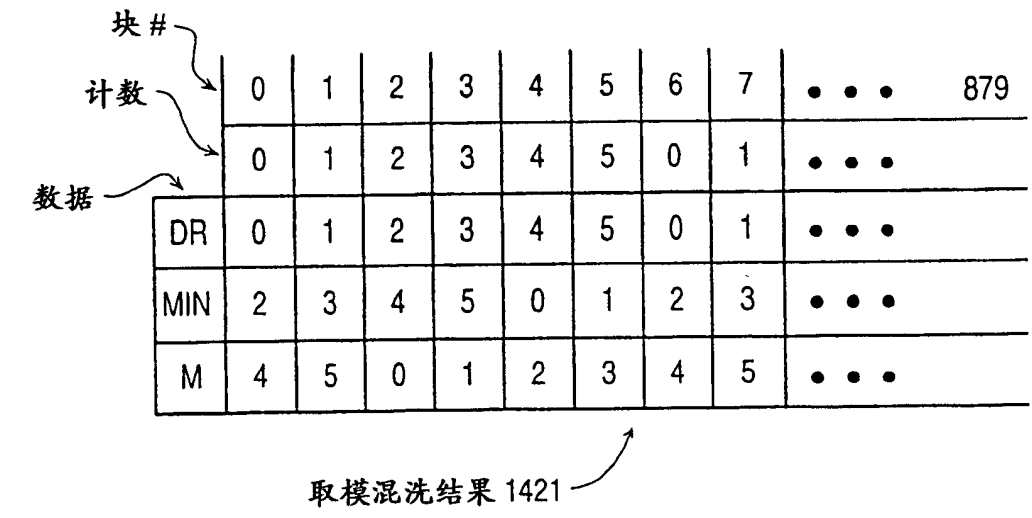 块 #
0 1 2 3 4 5 6 7 ● ● ● 879
计数
0 1 2 3 4 5 0 1 ● ● ●
数据
DR 0 1 2 3 4 5 0 1 ● ● ●
MIN 2 3 4 5 0 1 2 3 ● ● ●
M 4 5 0 1 2 3 4 5 ● ● ●
取模混洗结果 1421